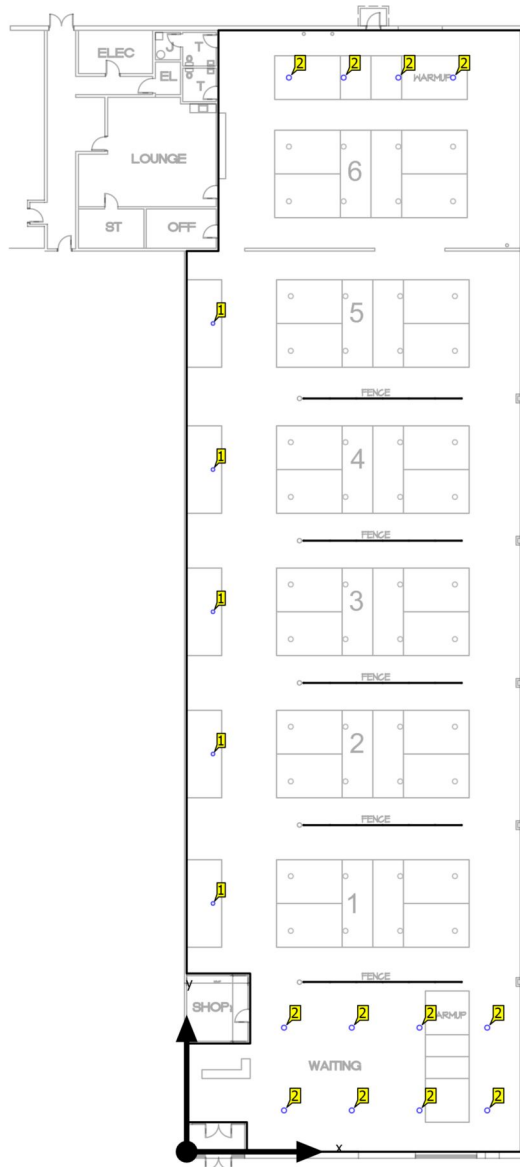 ELEC
J
T
EL
T
2 2 2 2
WARMUP
LOUNGE
6
ST
OFF
1
5
FENCE
1
4
FENCE
1
3
FENCE
1
2
FENCE
1
1
FENCE
y
SHOP
2 2 2 2
WARMUP
WAITING
2 2 2 2
x